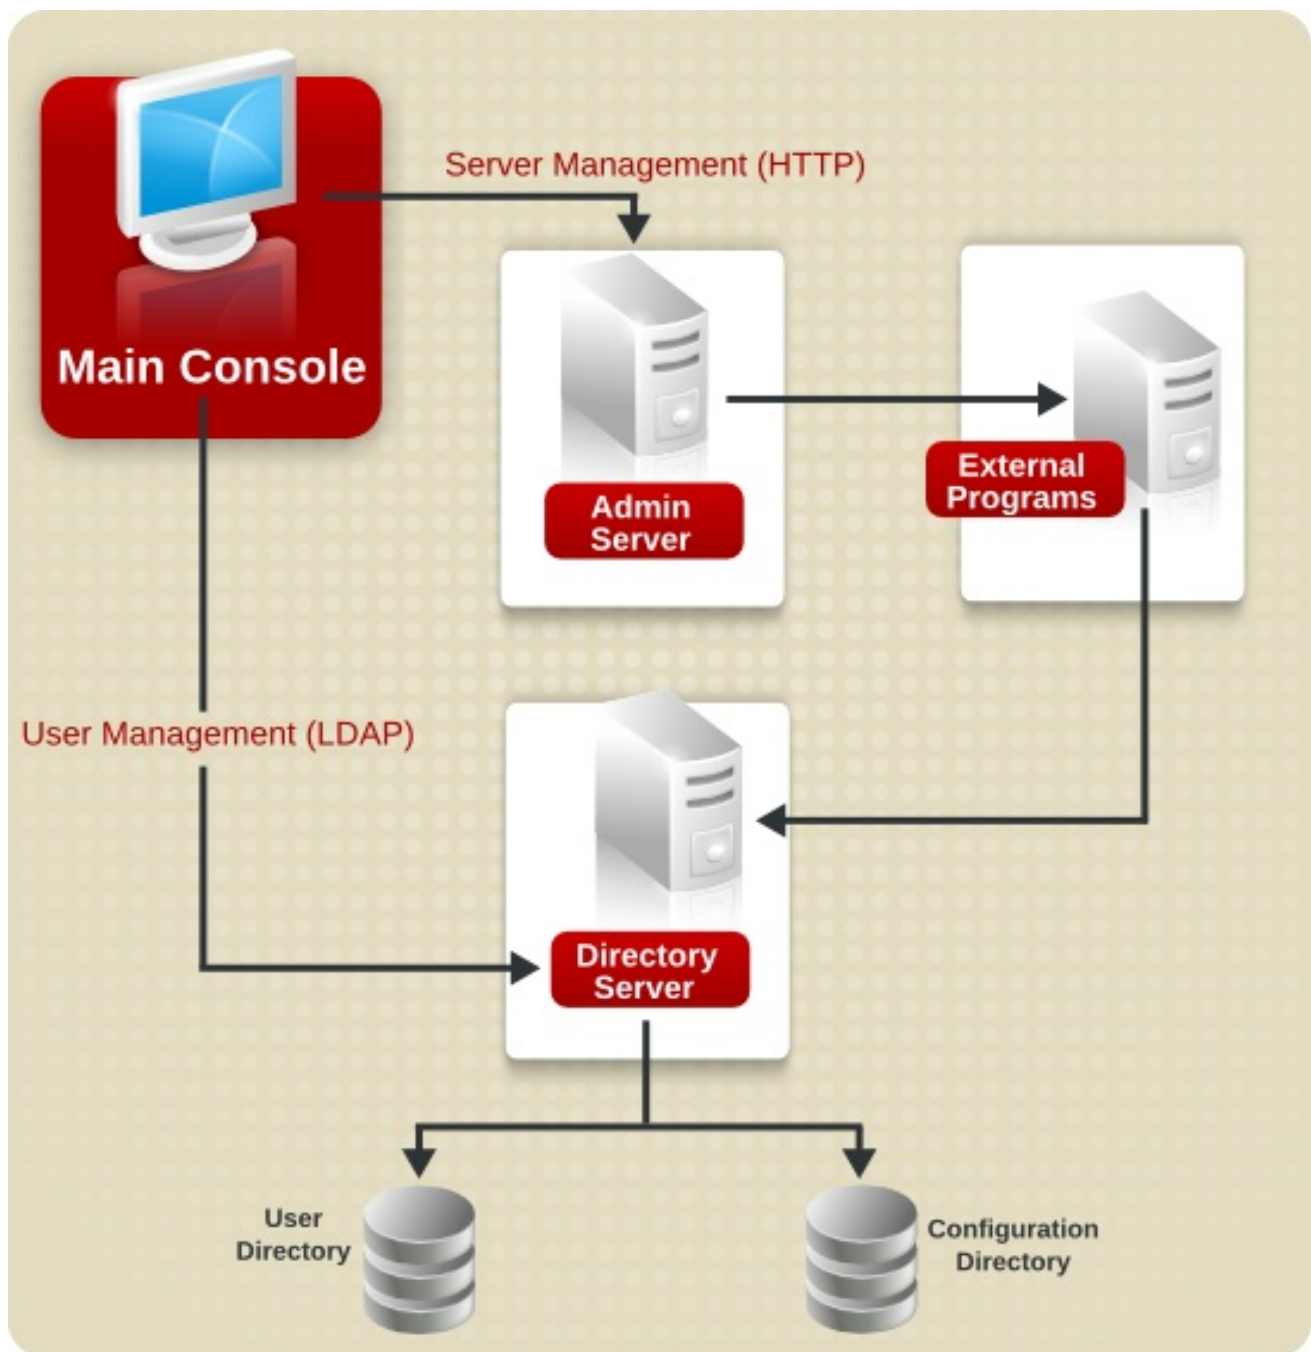 Server Management (HTTP)
Main Console
External
Programs
Admin
Server
User Management (LDAP)
Directory
Server
User
Directory
Configuration
Directory